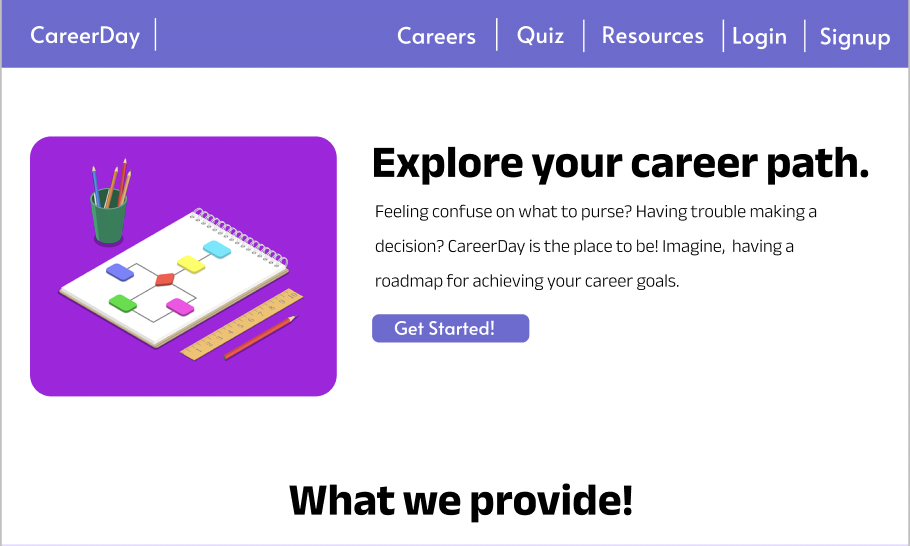 CareerDay
Careers Quiz Resources Login Signup
Explore your career path.
Feeling confuse on what to purse? Having trouble making a
decision? CareerDay is the place to be! Imagine, having a
roadmap for achieving your career goals.
Get Started!
What we provide!